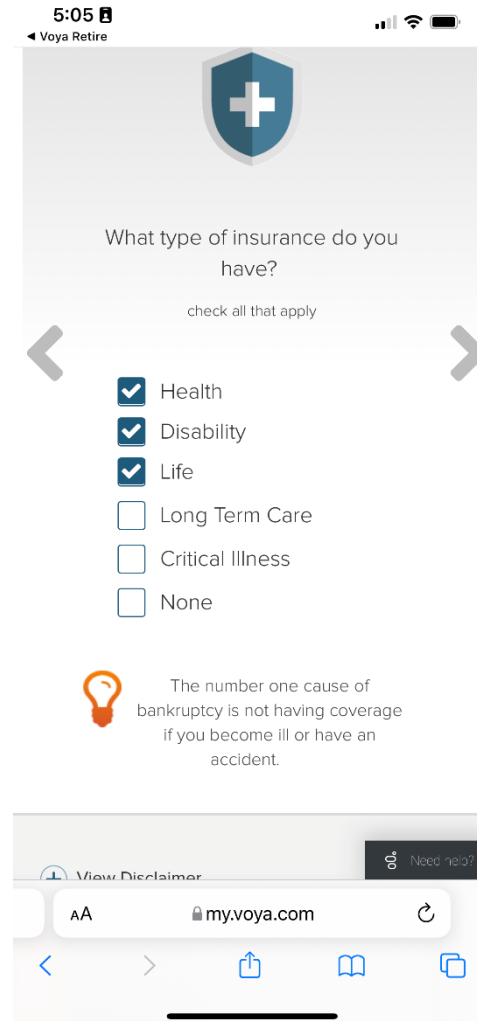 5:05
◀ Voya Retire
What type of insurance do you
have?
check all that apply
Health
Disability
Life
Long Term Care
Critical Illness
None
The number one cause of
bankruptcy is not having coverage
if you become ill or have an
accident.
View Disclaimer
Need help?
AA
my.voya.com